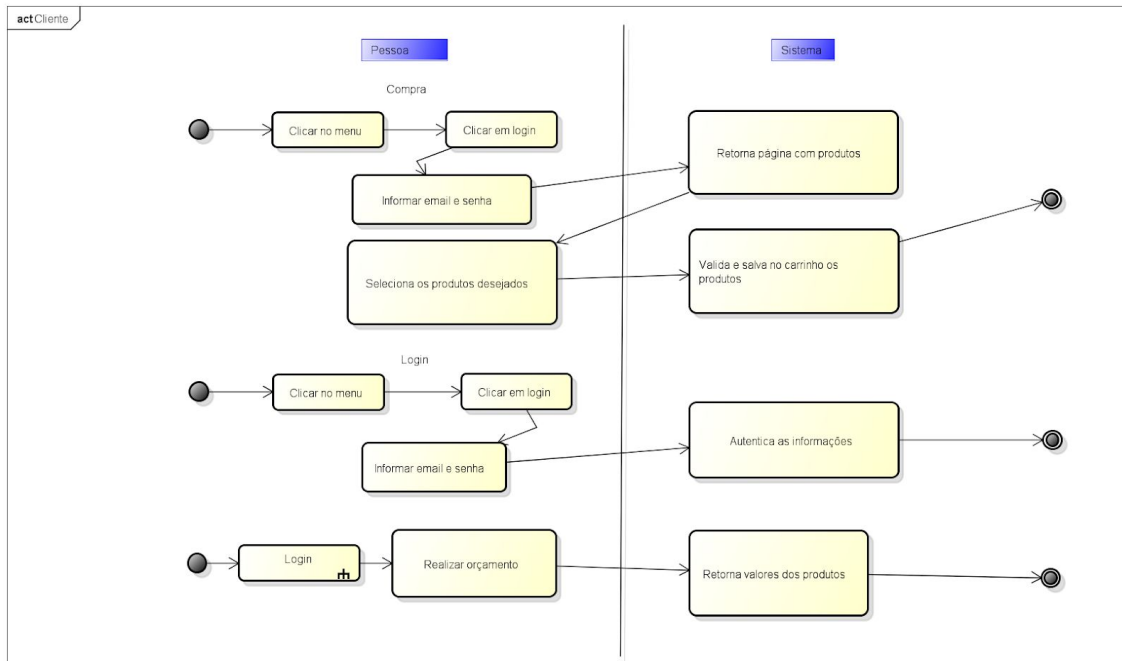 act Cliente
Pessoa
Sistema
Compra
Clicar no menu
Clicar em login
Retorna página com produtos
Informar email e senha
Seleciona os produtos desejados
Valida e salva no carrinho os
produtos
Login
Clicar no menu
Clicar em login
Informar email e senha
Autentica as informações
Login
Realizar orçamento
Retorna valores dos produtos